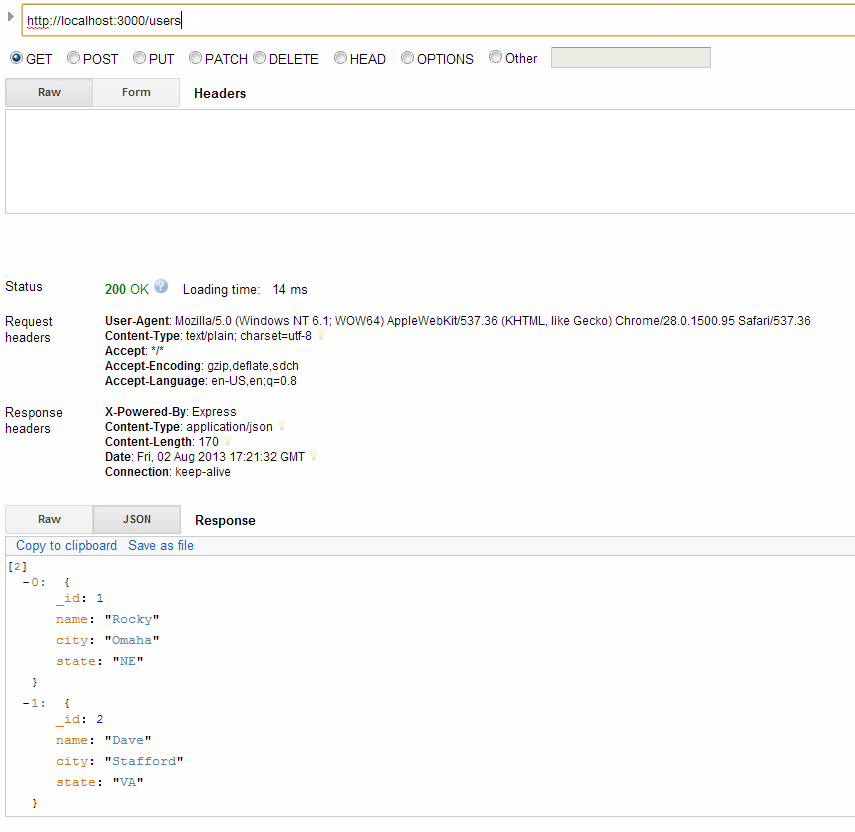 http://localhost:3000/users
GET POST PUT PATCH DELETE HEAD OPTIONS Other
Raw Form Headers
Status 200 OK ? Loading time: 14 ms
Request headers
User-Agent: Mozilla/5.0 (Windows NT 6.1; WOW64) AppleWebKit/537.36 (KHTML, like Gecko) Chrome/28.0.1500.95 Safari/537.36
Content-Type: text/plain; charset=utf-8
Accept: */*
Accept-Encoding: gzip,deflate,sdch
Accept-Language: en-US,en;q=0.8
Response headers
X-Powered-By: Express
Content-Type: application/json
Content-Length: 170
Date: Fri, 02 Aug 2013 17:21:32 GMT
Connection: keep-alive
Raw JSON Response
Copy to clipboard Save as file
[2]
-0: {
_id: 1
name: "Rocky"
city: "Omaha"
state: "NE"
}
-1: {
_id: 2
name: "Dave"
city: "Stafford"
state: "VA"
}